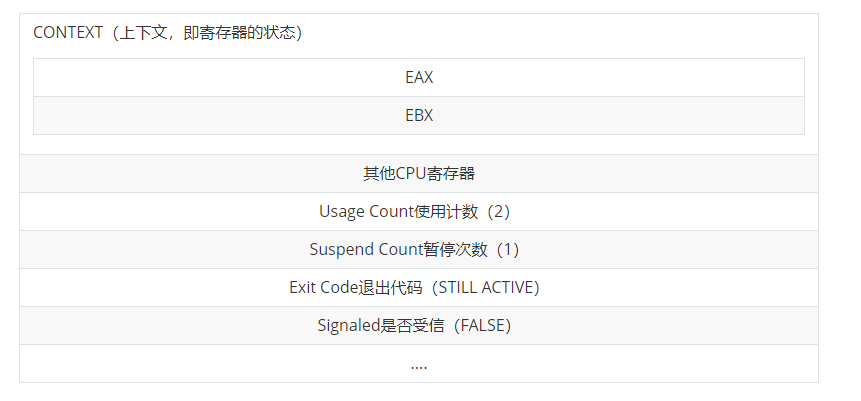 CONTEXT（上下文，即寄存器的状态）
EAX
EBX
其他CPU寄存器
Usage Count使用计数（2）
Suspend Count暂停次数（1）
Exit Code退出代码（STILL ACTIVE）
Signaled是否受信（FALSE）
....